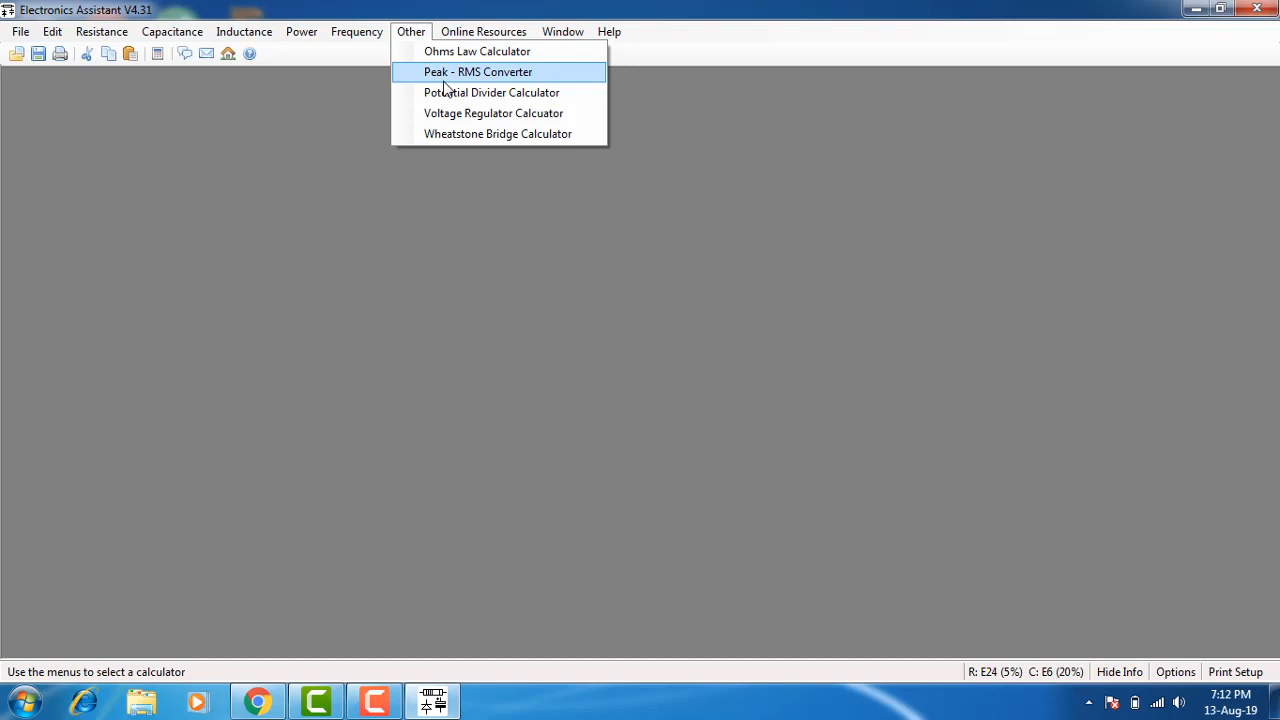 Electronics Assistant V4.31
File Edit Resistance Capacitance Inductance Power Frequency Other Online Resources Window Help
Ohms Law Calculator
Peak - RMS Converter
Potential Divider Calculator
Voltage Regulator Calcuator
Wheatstone Bridge Calculator
Use the menus to select a calculator R: E24 (5%) C: E6 (20%) Hide Info Options Print Setup
7:12 PM
13-Aug-19